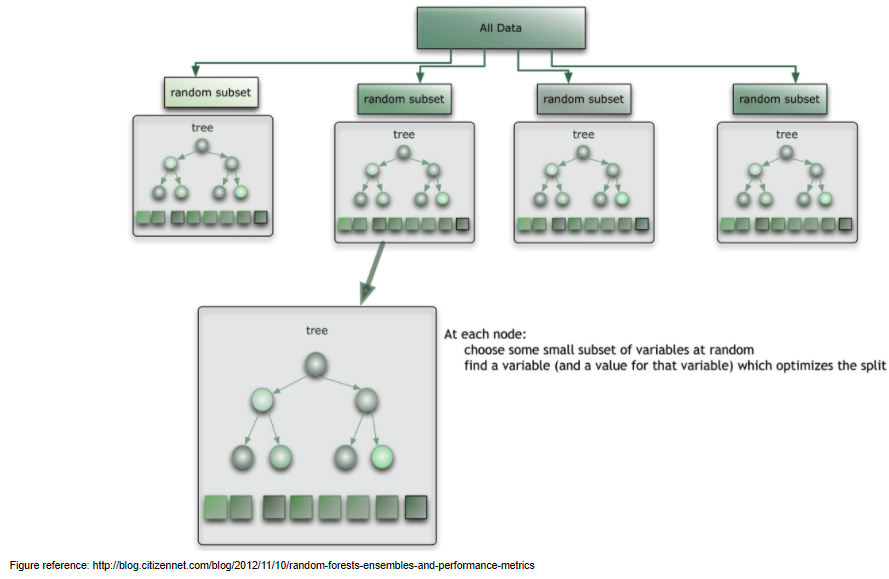 All Data
random subset
random subset
random subset
random subset
tree
tree
tree
tree
tree
At each node:
choose some small subset of variables at random
find a variable (and a value for that variable) which optimizes the split
Figure reference: http://blog.citizennet.com/blog/2012/11/10/random-forests-ensembles-and-performance-metrics